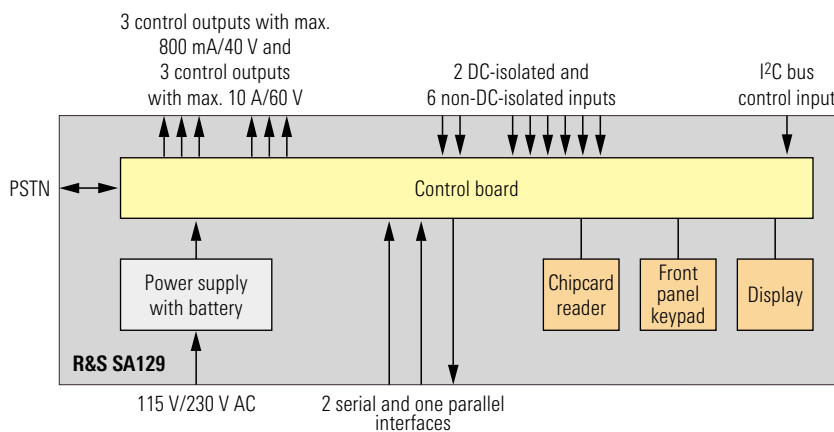 3 control outputs with max.
800 mA/40 V and
3 control outputs
with max. 10 A/60 V
2 DC-isolated and
6 non-DC-isolated inputs
I²C bus
control input
PSTN
Control board
Power supply
with battery
Chipcard
reader
Front
panel
keypad
Display
R&S SA129
115 V/230 V AC
2 serial and one parallel
interfaces